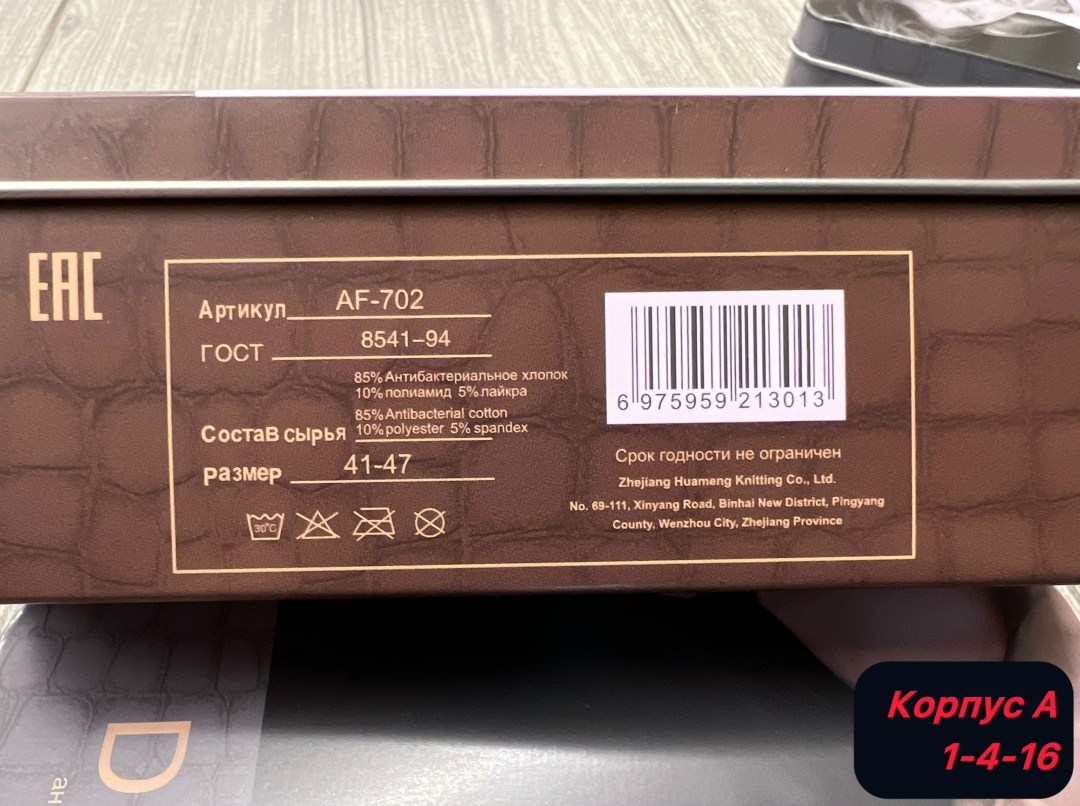 EAC
Артикул AF-702
ГОСТ 8541-94
85% Антибактериальное хлопок
10% полиамид 5% лайкра
85% Antibacterial cotton
Состав сырья 10% polyester 5% spandex
размер 41-47
30°C
6 975959 213013
Срок годности не ограничен
Zhejiang Huameng Knitting Co., Ltd.
No. 69-111, Xinyang Road, Binhai New District, Pingyang
County, Wenzhou City, Zhejiang Province
D
ан
Корпус А
1-4-16